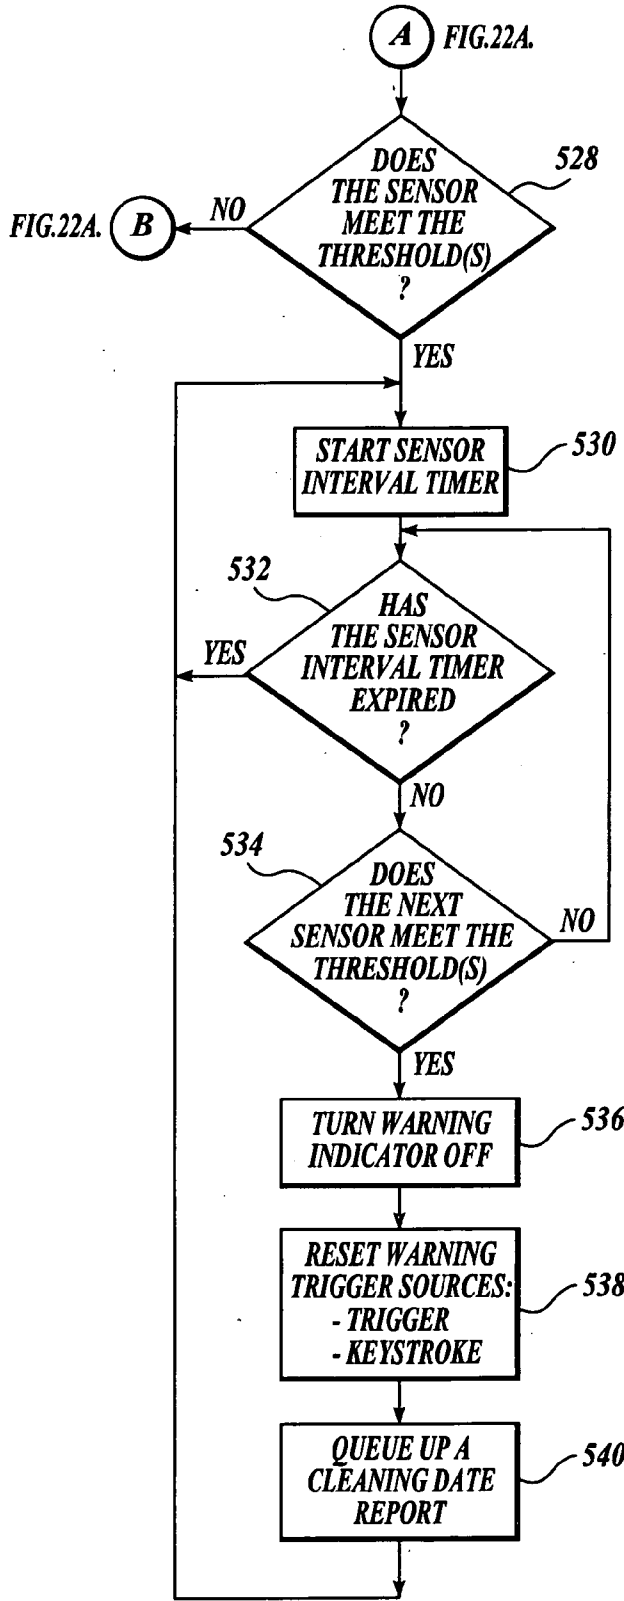 A FIG.22A.
DOES
THE SENSOR
MEET THE
THRESHOLD(S)
?
528
NO
FIG.22A. B
YES
START SENSOR
INTERVAL TIMER
530
532
HAS
THE SENSOR
INTERVAL TIMER
EXPIRED
?
YES
NO
534
DOES
THE NEXT
SENSOR MEET THE
THRESHOLD(S)
?
NO
YES
TURN WARNING
INDICATOR OFF
536
RESET WARNING
TRIGGER SOURCES:
- TRIGGER
- KEYSTROKE
538
QUEUE UP A
CLEANING DATE
REPORT
540